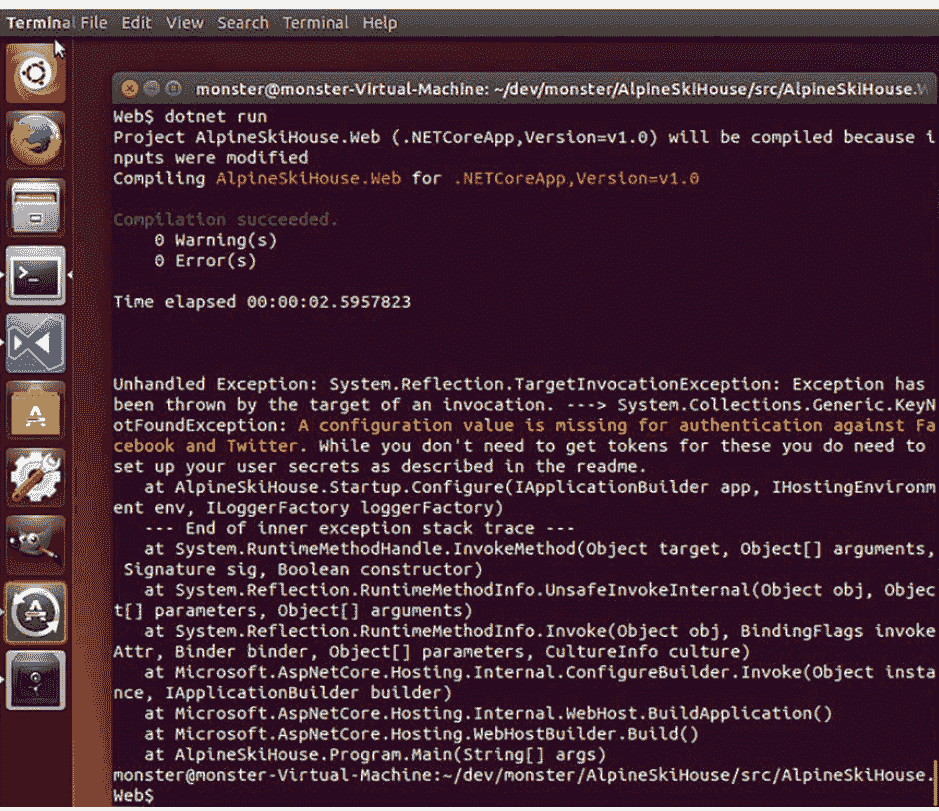 Terminal File Edit View Search Terminal Help
monster@monster-Virtual-Machine: ~/dev/monster/AlpineSkiHouse/src/AlpineSkiHouse.W
Web$ dotnet run
Project AlpineSkiHouse.Web (.NETCoreApp,Version=v1.0) will be compiled because i
nputs were modified
Compiling AlpineSkiHouse.Web for .NETCoreApp,Version=v1.0
Compilation succeeded.
0 Warning(s)
0 Error(s)
Time elapsed 00:00:02.5957823
Unhandled Exception: System.Reflection.TargetInvocationException: Exception has
been thrown by the target of an invocation. ---> System.Collections.Generic.KeyN
otFoundException: A configuration value is missing for authentication against Fa
cebook and Twitter. While you don't need to get tokens for these you do need to
set up your user secrets as described in the readme.
at AlpineSkiHouse.Startup.Configure(IApplicationBuilder app, IHostingEnvironm
ent env, ILoggerFactory loggerFactory)
--- End of inner exception stack trace ---
at System.RuntimeMethodHandle.InvokeMethod(Object target, Object[] arguments,
Signature sig, Boolean constructor)
at System.Reflection.RuntimeMethodInfo.UnsafeInvokeInternal(Object obj, Objec
t[] parameters, Object[] arguments)
at System.Reflection.RuntimeMethodInfo.Invoke(Object obj, BindingFlags invoke
Attr, Binder binder, Object[] parameters, CultureInfo culture)
at Microsoft.AspNetCore.Hosting.Internal.ConfigureBuilder.Invoke(Object insta
nce, IApplicationBuilder builder)
at Microsoft.AspNetCore.Hosting.Internal.WebHost.BuildApplication()
at Microsoft.AspNetCore.Hosting.WebHostBuilder.Build()
at AlpineSkiHouse.Program.Main(String[] args)
monster@monster-Virtual-Machine:~/dev/monster/AlpineSkiHouse/src/AlpineSkiHouse.
Web$